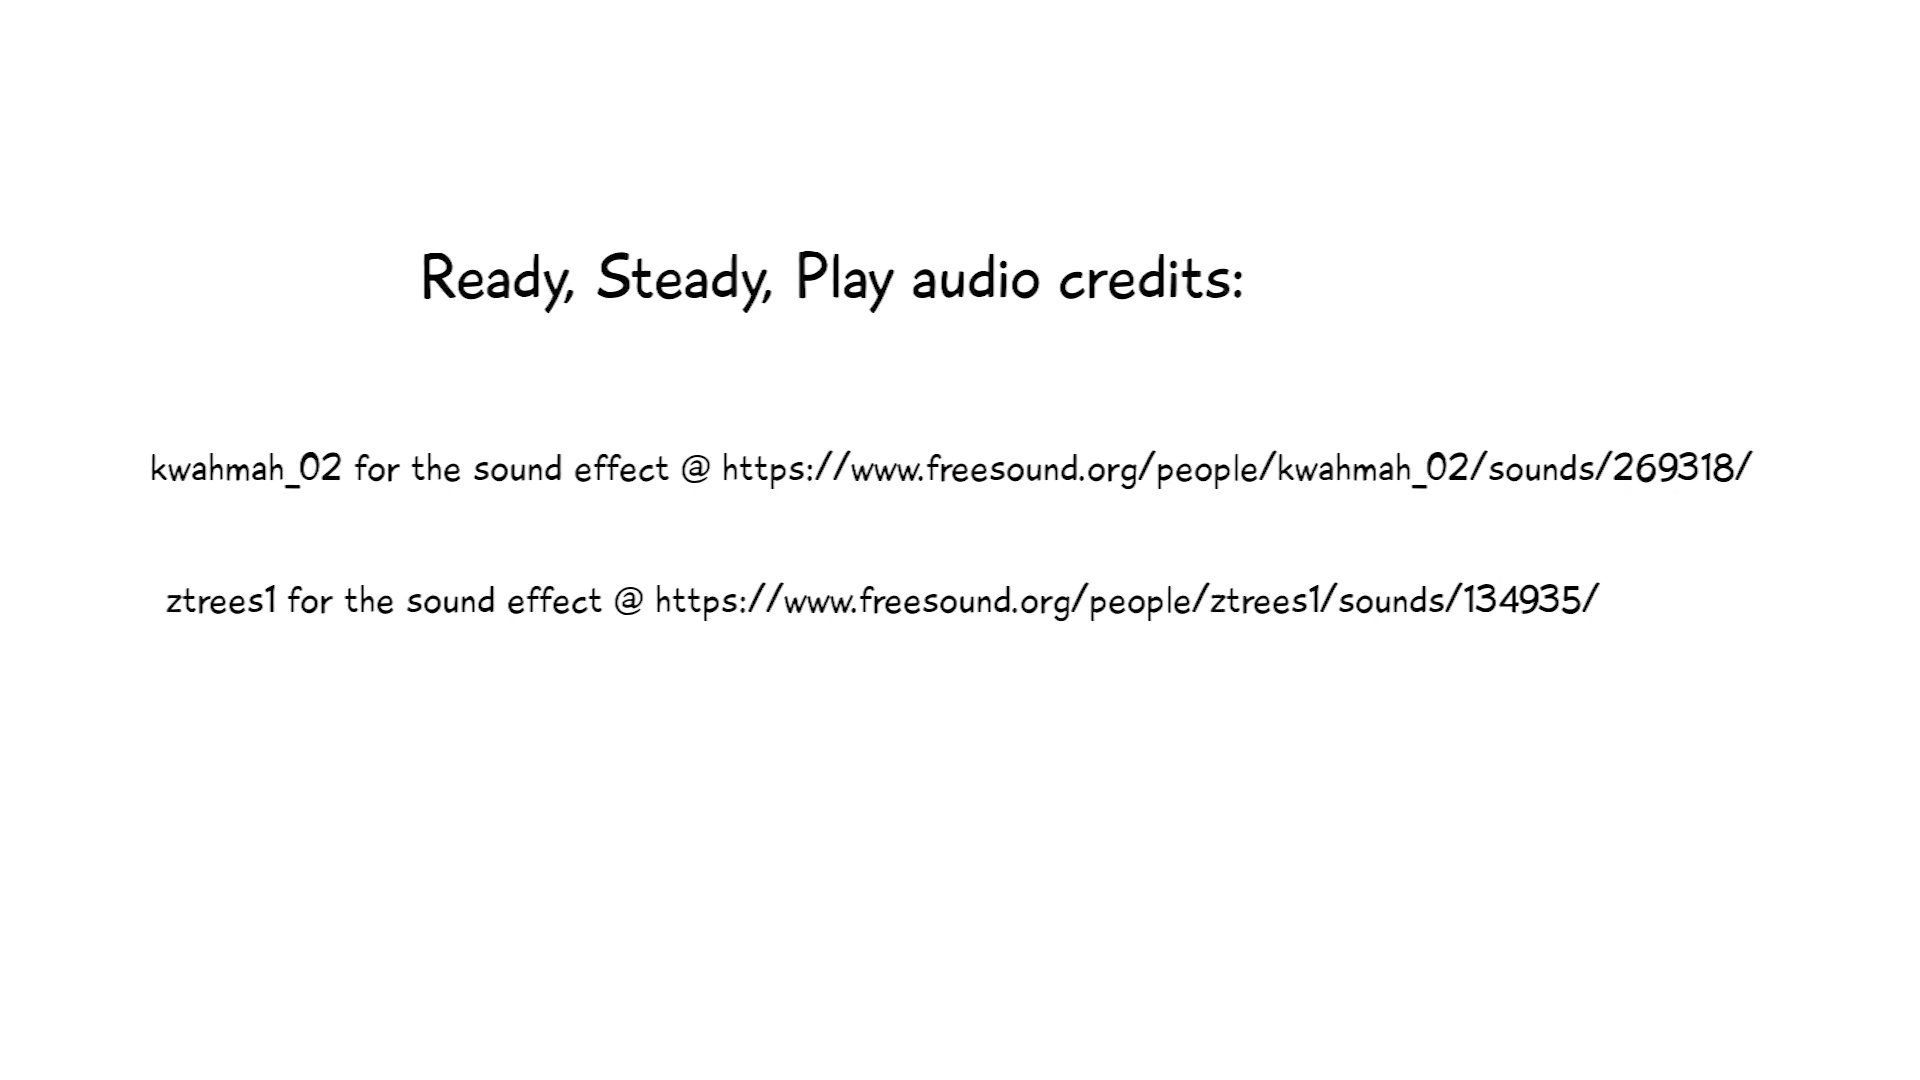 Ready, Steady, Play audio credits:
kwahmah_02 for the sound effect @ https://www.freesound.org/people/kwahmah_02/sounds/269318/
ztrees1 for the sound effect @ https://www.freesound.org/people/ztrees1/sounds/134935/